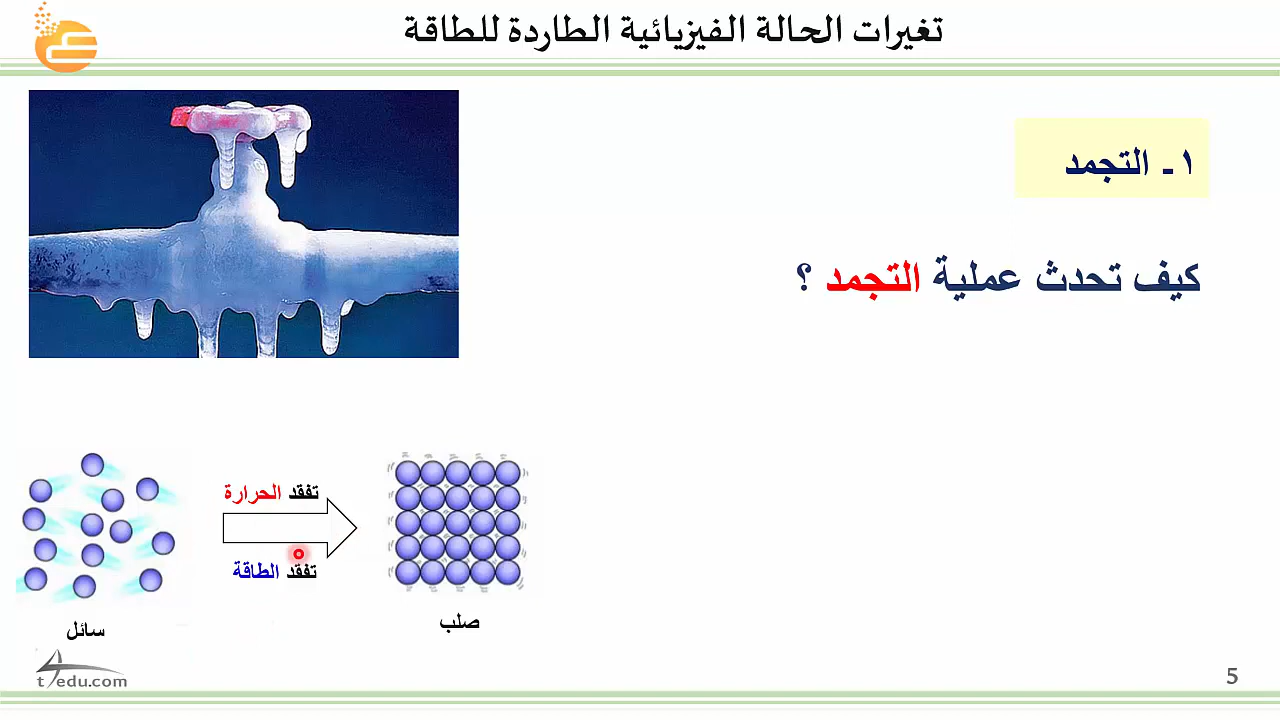 تغيرات الحالة الفيزيائية الطاردة للطاقة
١ - التجمد
كيف تحدث عملية التجمد ؟
تفقد الحرارة
تفقد الطاقة
صلب
سائل
t4edu.com
5